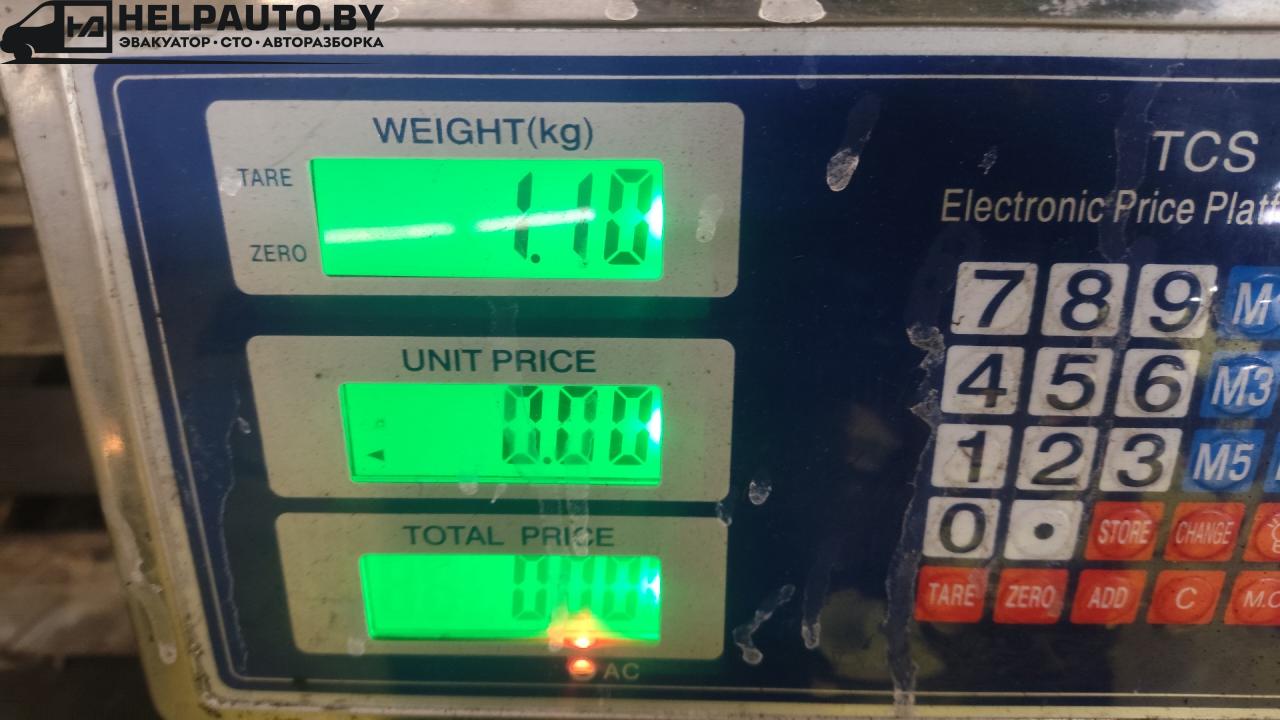 HA HELPAUTO.BY
ЭВАКУАТОР·СТО·АВТОРАЗБОРКА
WEIGHT(kg)
TARE
1.10
ZERO
UNIT PRICE
0.00
TOTAL PRICE
0.00
AC
TCS
Electronic Price Platf
7 8 9 M
4 5 6 M3
1 2 3 M5
0 • STORE CHANGE
TARE ZERO ADD C M.C